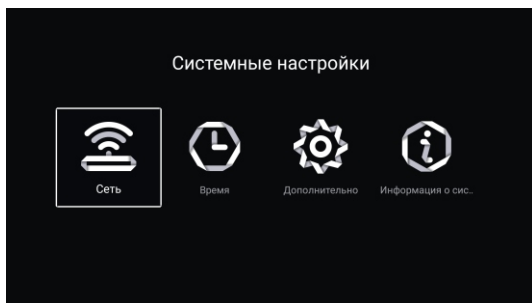 Системные настройки
Сеть
Время
Дополнительно
Информация о сис..